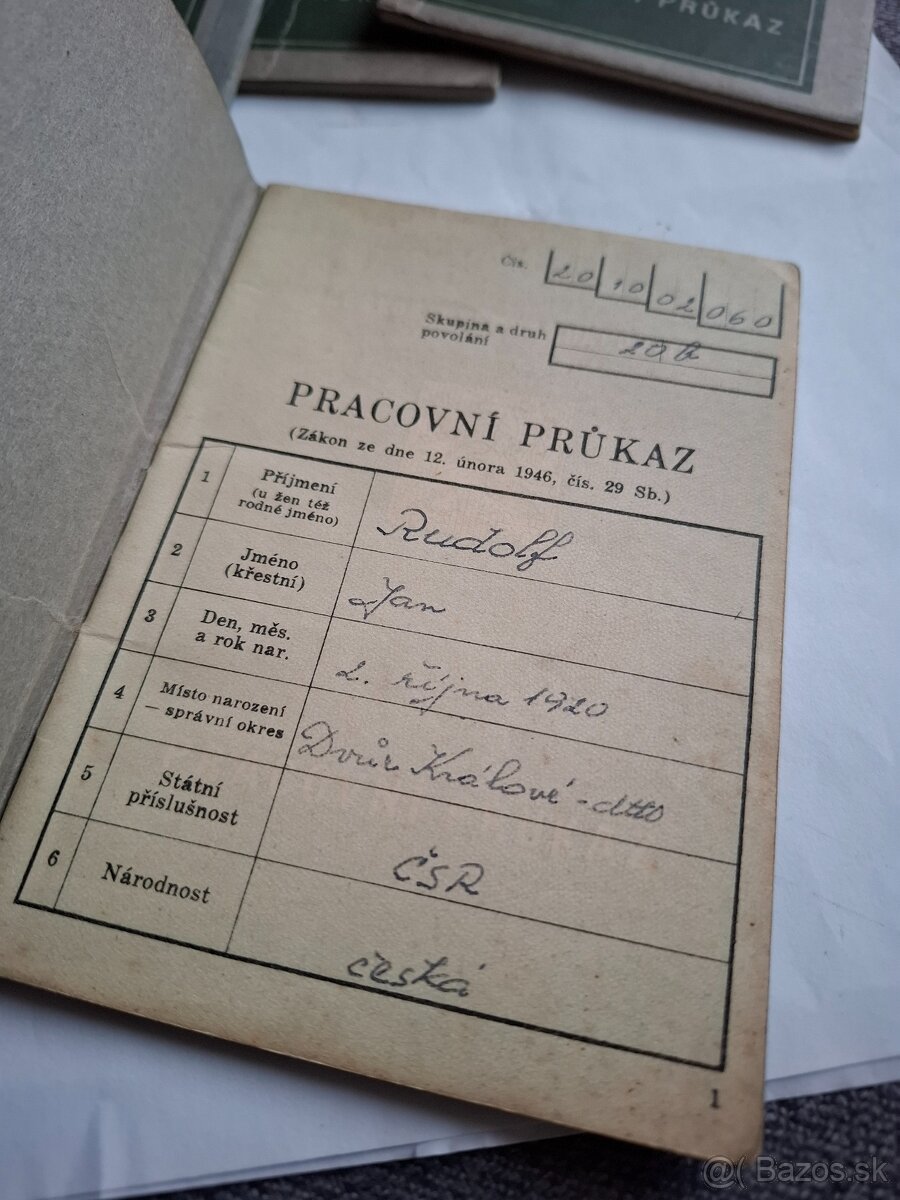 PRŮKAZ
Čís. 20 10 02 060
Skupina a druh
povolání
20 b
PRACOVNÍ PRŮKAZ
(Zákon ze dne 12. února 1946, čís. 29 Sb.)
1 Příjmení
(u žen též
rodné jméno)
Rudolf
2 Jméno
(křestní)
Jan
3 Den, měs.
a rok nar.
2. října 1920
4 Místo narození
— správní okres
Dvůr Králové - dtto
5 Státní
příslušnost
ČSR
6 Národnost
česká
1
@( Bazos.sk